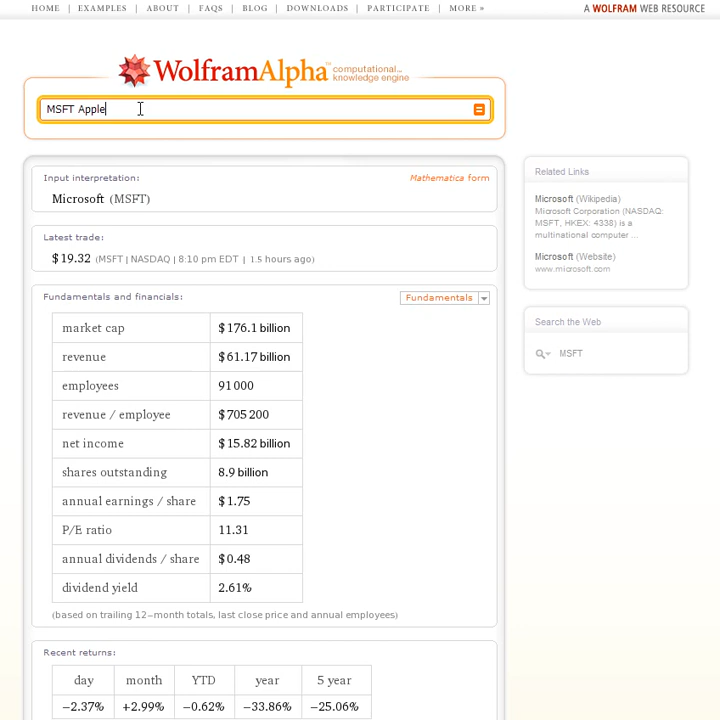 HOME | EXAMPLES | ABOUT | FAQS | BLOG | DOWNLOADS | PARTICIPATE | MORE »
A WOLFRAM WEB RESOURCE
WolframAlpha™ computational...
knowledge engine
MSFT Apple
Input interpretation:
Mathematica form
Microsoft (MSFT)
Latest trade:
$19.32 (MSFT | NASDAQ | 8:10 pm EDT | 1.5 hours ago)
Fundamentals and financials:
Fundamentals
market cap $176.1 billion
revenue $61.17 billion
employees 91000
revenue / employee $705200
net income $15.82 billion
shares outstanding 8.9 billion
annual earnings / share $1.75
P/E ratio 11.31
annual dividends / share $0.48
dividend yield 2.61%
(based on trailing 12−month totals, last close price and annual employees)
Recent returns:
day month YTD year 5 year
−2.37% +2.99% −0.62% −33.86% −25.06%
Related Links
Microsoft (Wikipedia)
Microsoft Corporation (NASDAQ:
MSFT, HKEX: 4338) is a
multinational computer ...
Microsoft (Website)
www.microsoft.com
Search the Web
MSFT